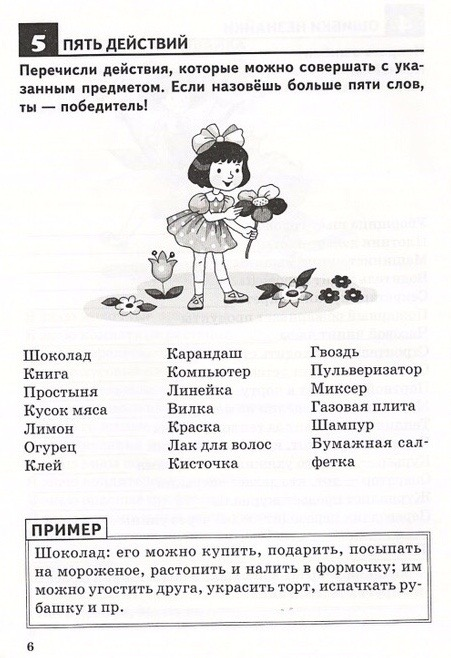 5 ПЯТЬ ДЕЙСТВИЙ
Перечисли действия, которые можно совершать с ука-
занным предметом. Если назовёшь больше пяти слов,
ты — победитель!
Шоколад
Книга
Простыня
Кусок мяса
Лимон
Огурец
Клей
Карандаш
Компьютер
Линейка
Вилка
Краска
Лак для волос
Кисточка
Гвоздь
Пульверизатор
Миксер
Газовая плита
Шампур
Бумажная сал-
фетка
ПРИМЕР
Шоколад: его можно купить, подарить, посыпать
на мороженое, растопить и налить в формочку; им
можно угостить друга, украсить торт, испачкать ру-
башку и пр.
6